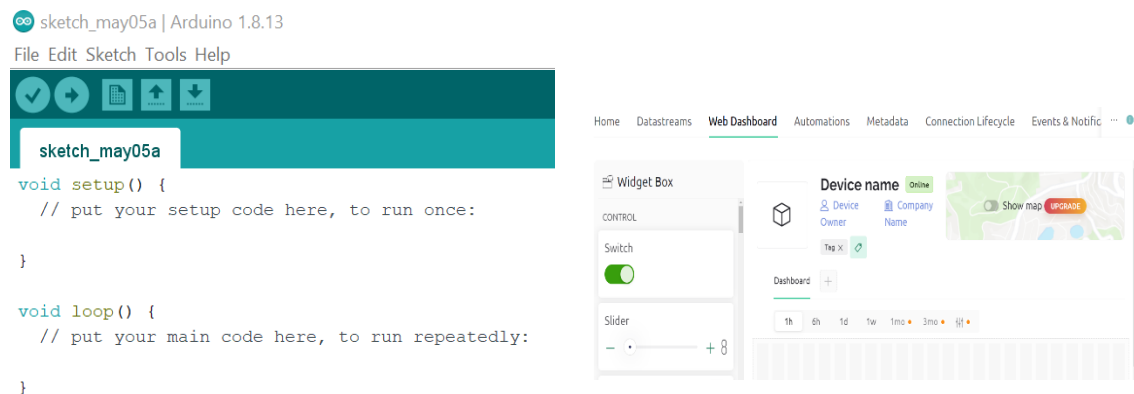 sketch_may05a | Arduino 1.8.13
File Edit Sketch Tools Help
sketch_may05a
void setup() {
// put your setup code here, to run once:
}
void loop() {
// put your main code here, to run repeatedly:
}
Home Datastreams Web Dashboard Automations Metadata Connection Lifecycle Events & Notific ...
Widget Box
CONTROL
Switch
Slider
− + 8
Device name Online
Device Owner
Company Name
Tag ×
Show map UPGRADE
Dashboard +
1h 6h 1d 1w 1mo 3mo